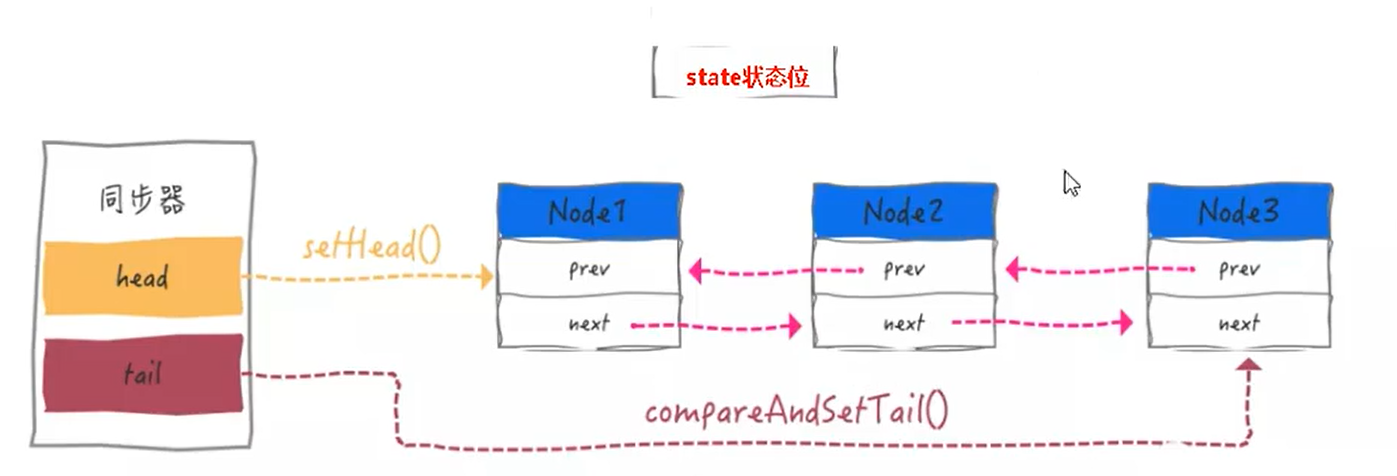 state状态位
同步器
head
tail
setHead()
Node1
prev
next
Node2
prev
next
Node3
prev
next
compareAndSetTail()